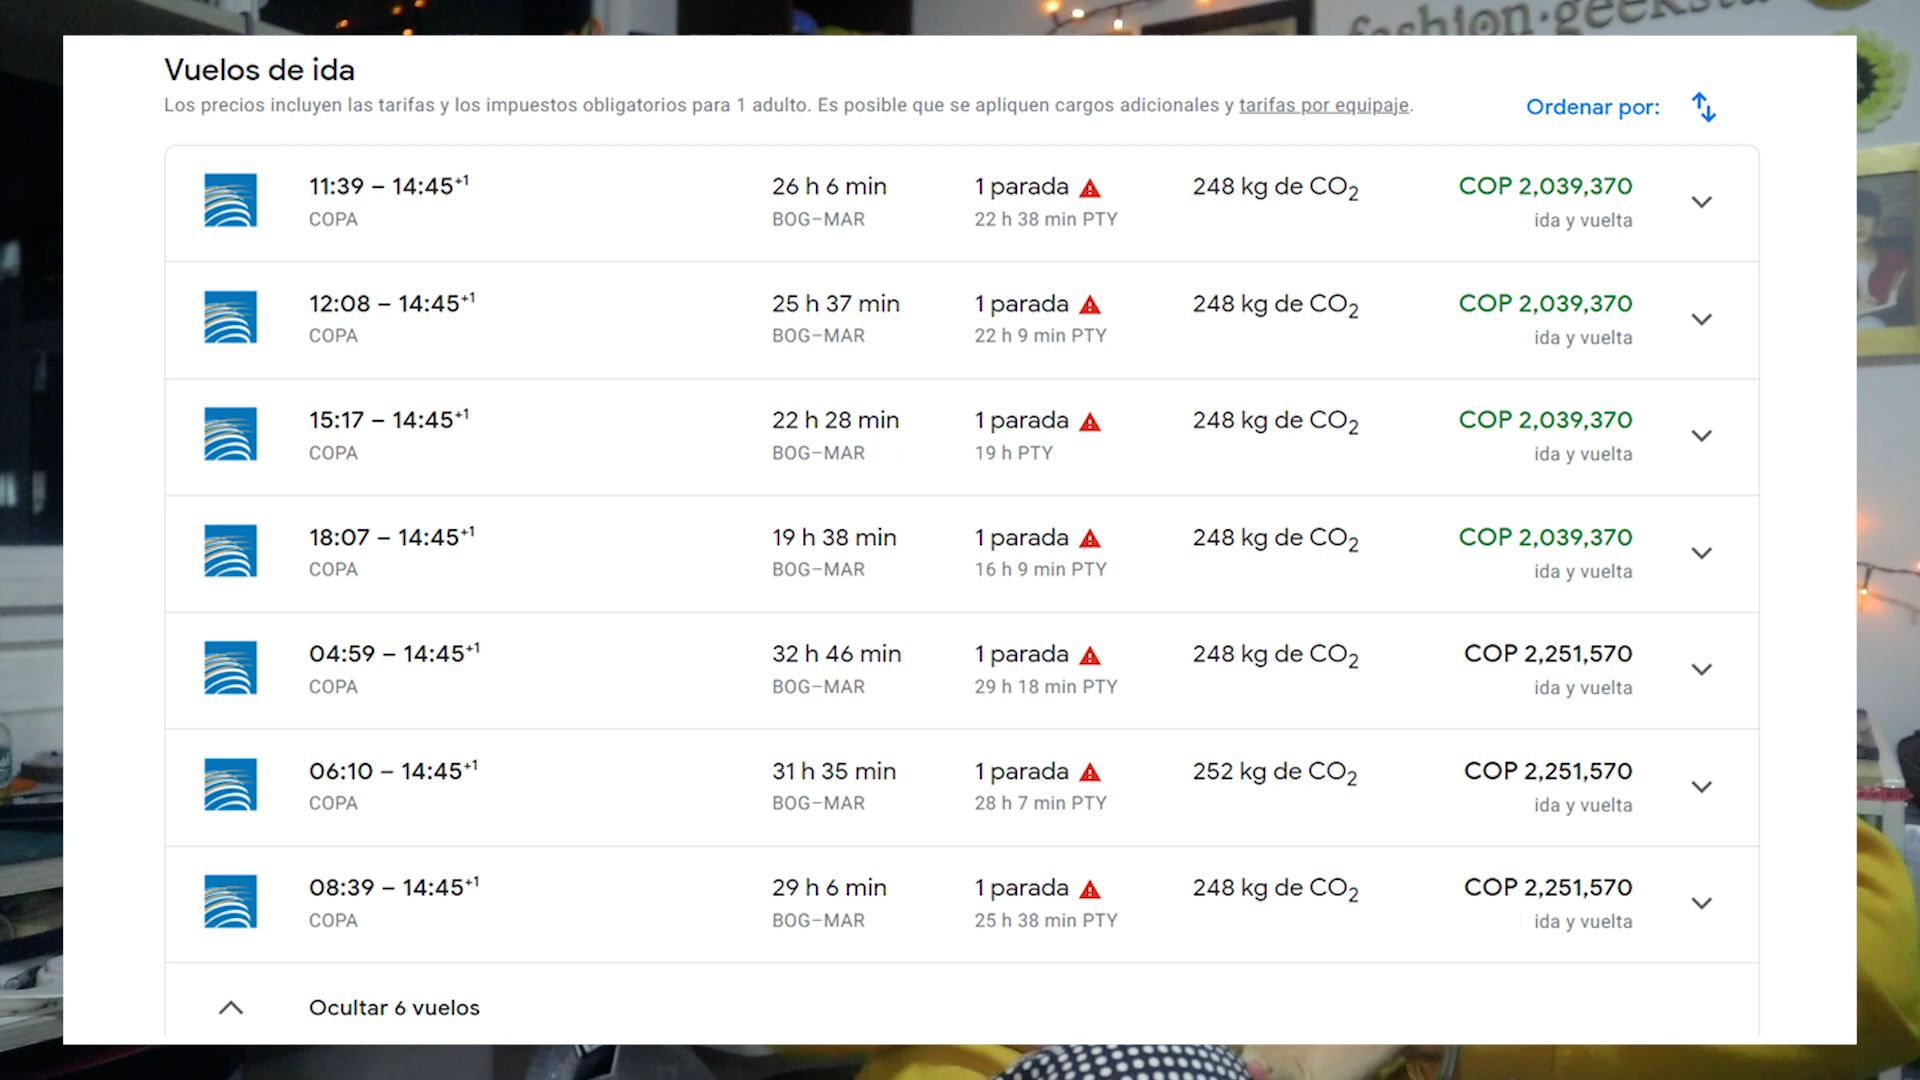 fashion·geeksta
Vuelos de ida
Los precios incluyen las tarifas y los impuestos obligatorios para 1 adulto. Es posible que se apliquen cargos adicionales y tarifas por equipaje.
Ordenar por:
11:39 – 14:45+1 26 h 6 min 1 parada 248 kg de CO2 COP 2,039,370
COPA BOG–MAR 22 h 38 min PTY ida y vuelta
12:08 – 14:45+1 25 h 37 min 1 parada 248 kg de CO2 COP 2,039,370
COPA BOG–MAR 22 h 9 min PTY ida y vuelta
15:17 – 14:45+1 22 h 28 min 1 parada 248 kg de CO2 COP 2,039,370
COPA BOG–MAR 19 h PTY ida y vuelta
18:07 – 14:45+1 19 h 38 min 1 parada 248 kg de CO2 COP 2,039,370
COPA BOG–MAR 16 h 9 min PTY ida y vuelta
04:59 – 14:45+1 32 h 46 min 1 parada 248 kg de CO2 COP 2,251,570
COPA BOG–MAR 29 h 18 min PTY ida y vuelta
06:10 – 14:45+1 31 h 35 min 1 parada 252 kg de CO2 COP 2,251,570
COPA BOG–MAR 28 h 7 min PTY ida y vuelta
08:39 – 14:45+1 29 h 6 min 1 parada 248 kg de CO2 COP 2,251,570
COPA BOG–MAR 25 h 38 min PTY ida y vuelta
Ocultar 6 vuelos